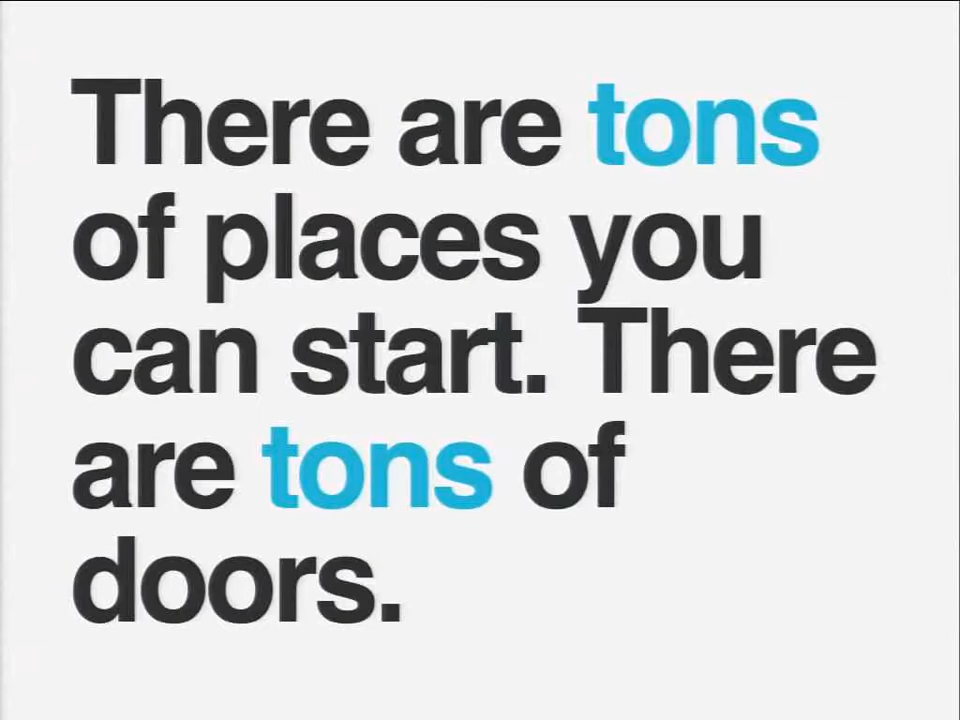 There are tons
of places you
can start. There
are tons of
doors.